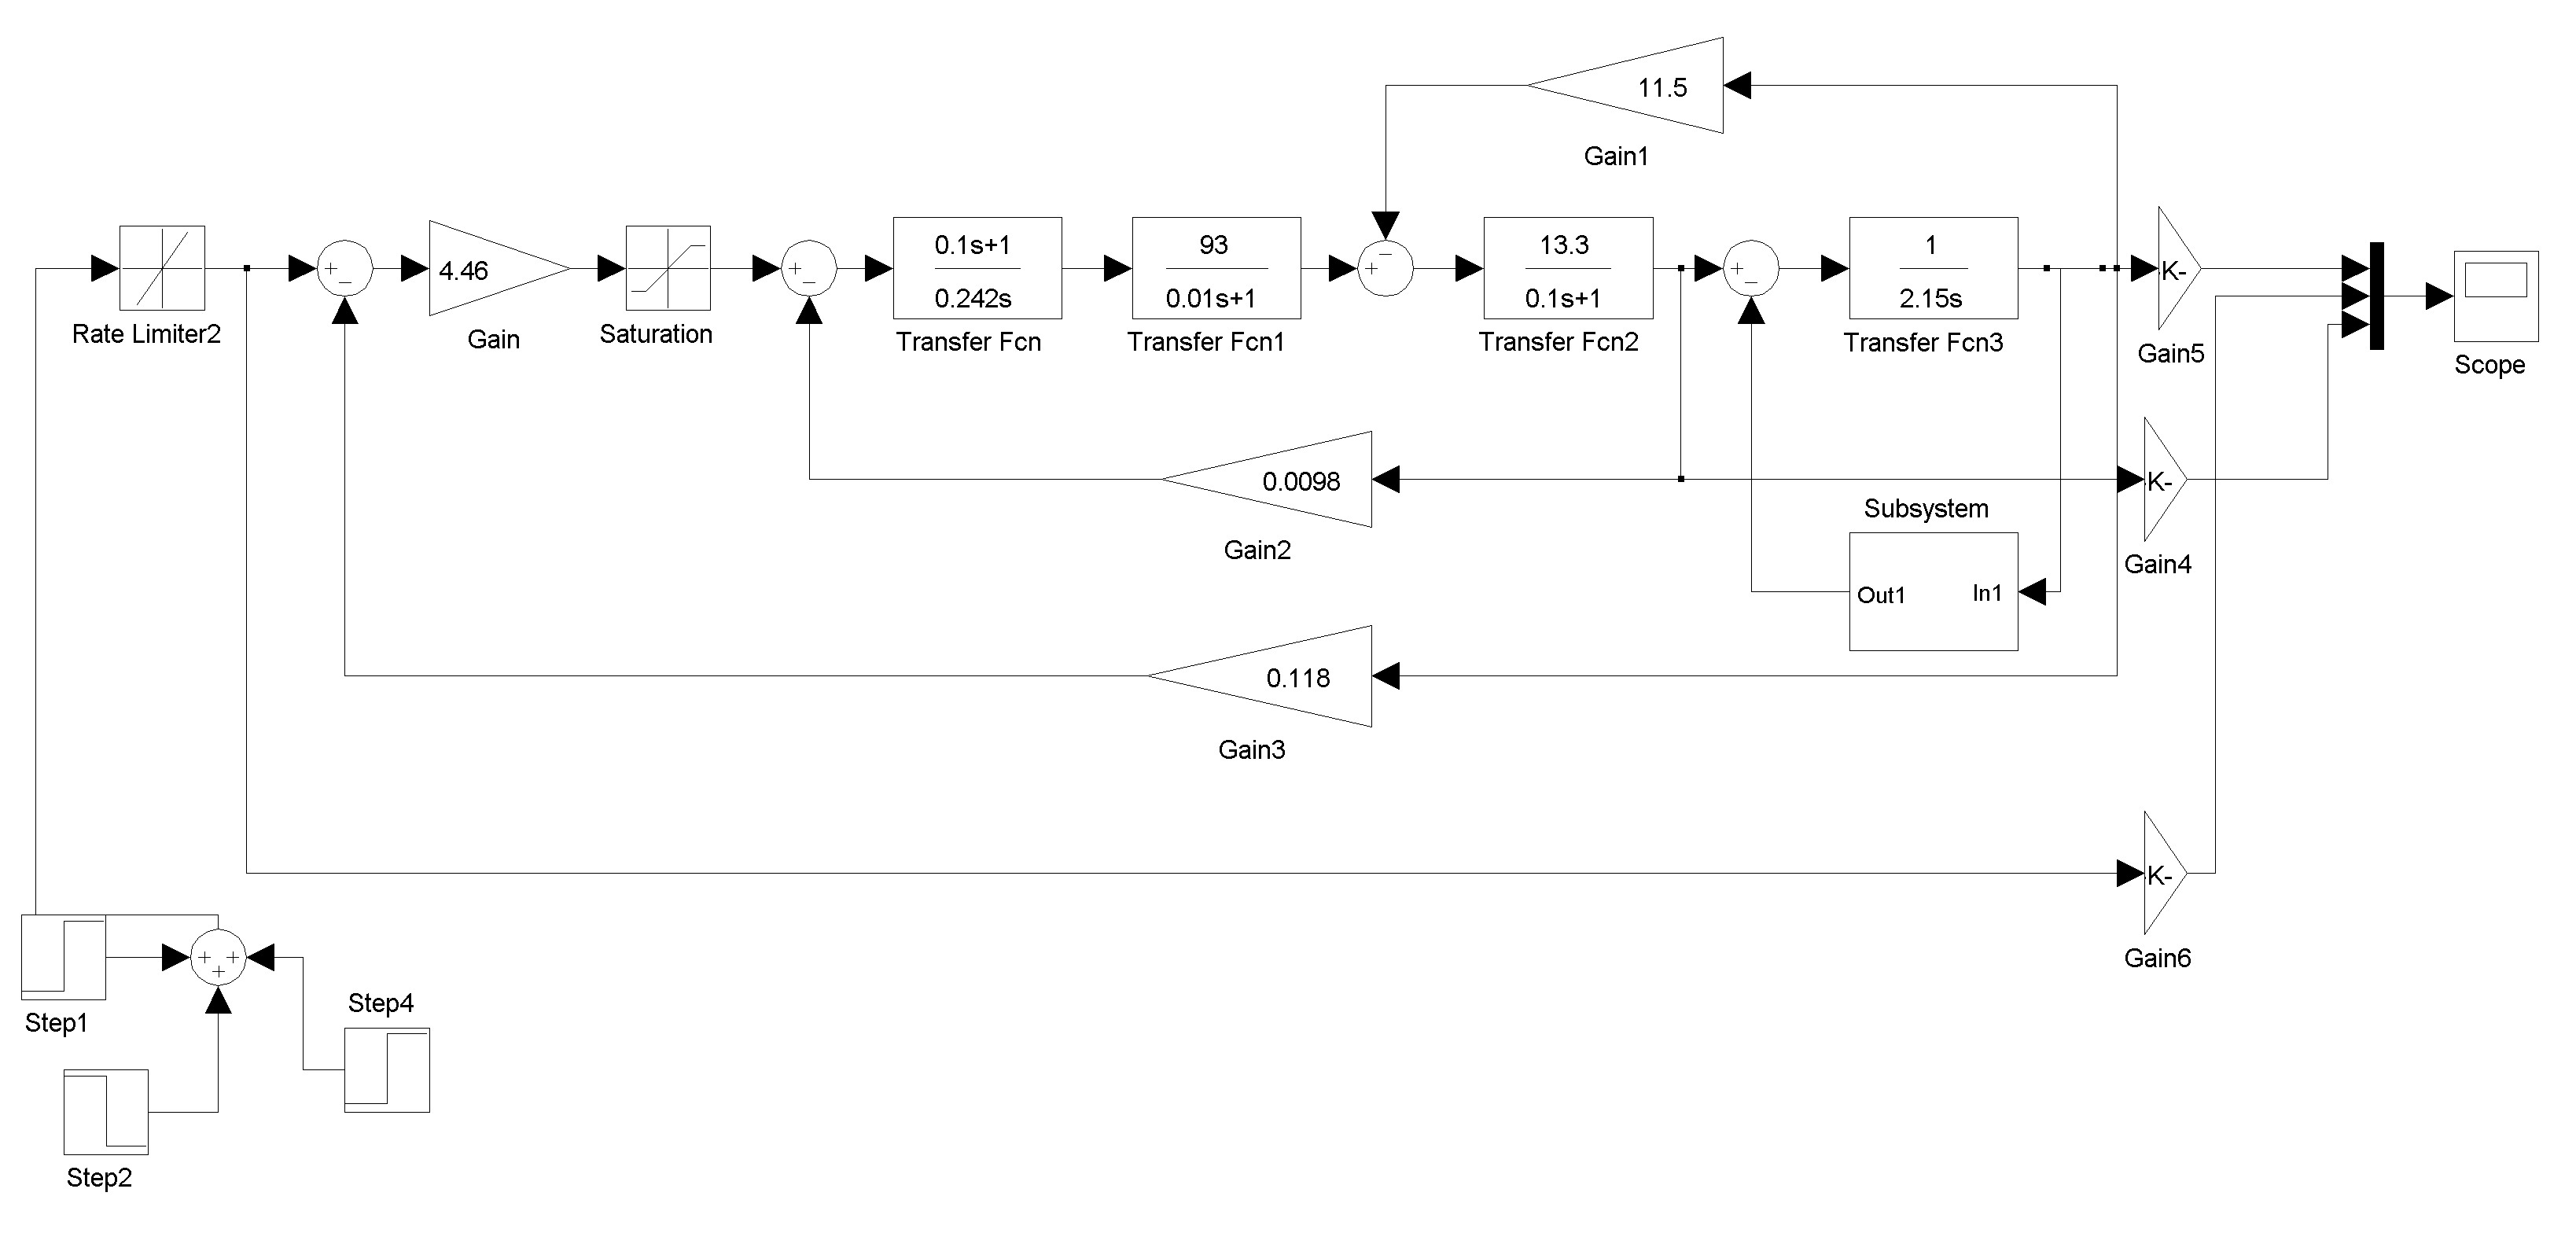 11.5
Gain1
+
−
4.46
+
−
0.1s+1
0.242s
93
0.01s+1
−
+
13.3
0.1s+1
+
−
1
2.15s
K-
Rate Limiter2
Gain
Saturation
Transfer Fcn
Transfer Fcn1
Transfer Fcn2
Transfer Fcn3
Gain5
Scope
0.0098
K-
Gain2
Subsystem
Gain4
Out1
In1
0.118
Gain3
K-
Gain6
+ +
+
Step1
Step4
Step2